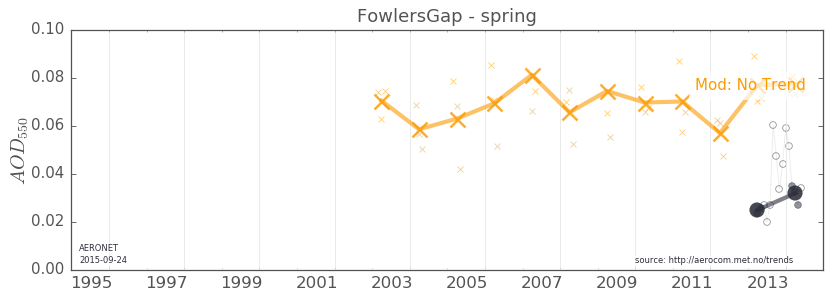 FowlersGap - spring
0.10
0.08
0.06
0.04
0.02
0.00
AOD550
Mod: No Trend
AERONET
2015-09-24
source: http://aerocom.met.no/trends
1995 1997 1999 2001 2003 2005 2007 2009 2011 2013